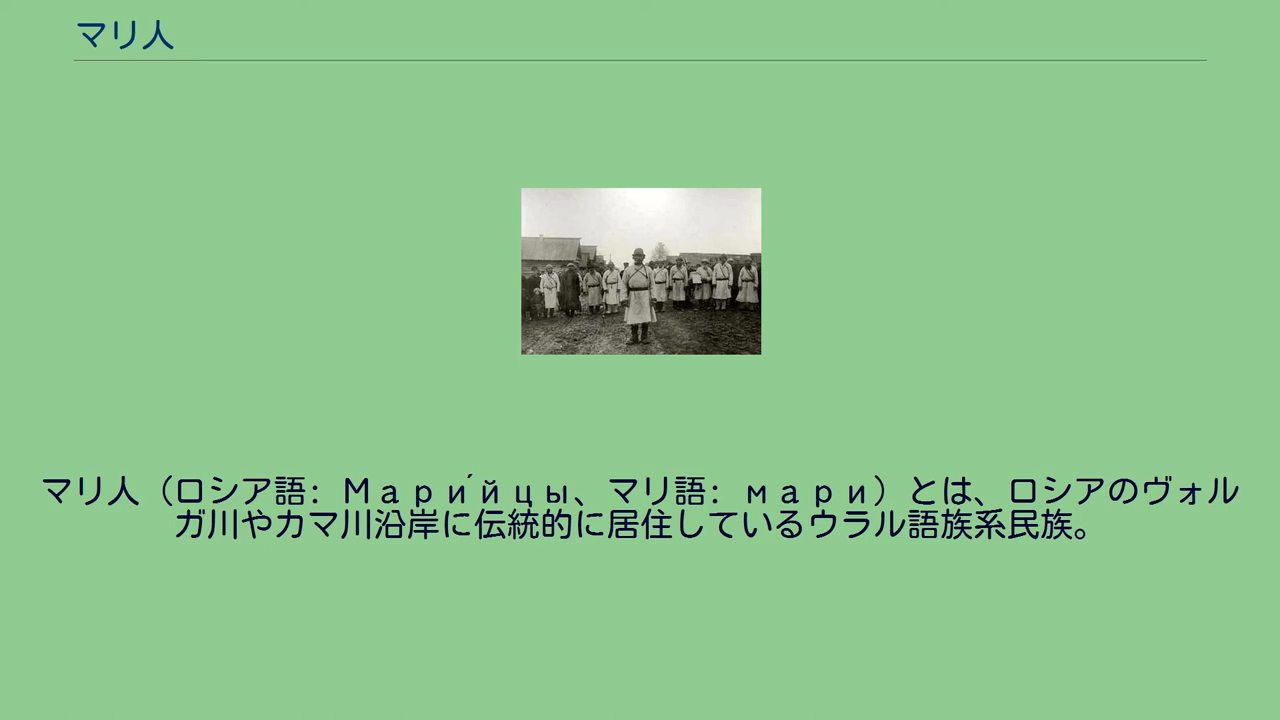 マリ人
マリ人（ロシア語: Мари́йцы、マリ語: мари）とは、ロシアのヴォル
ガ川やカマ川沿岸に伝統的に居住しているウラル語族系民族。